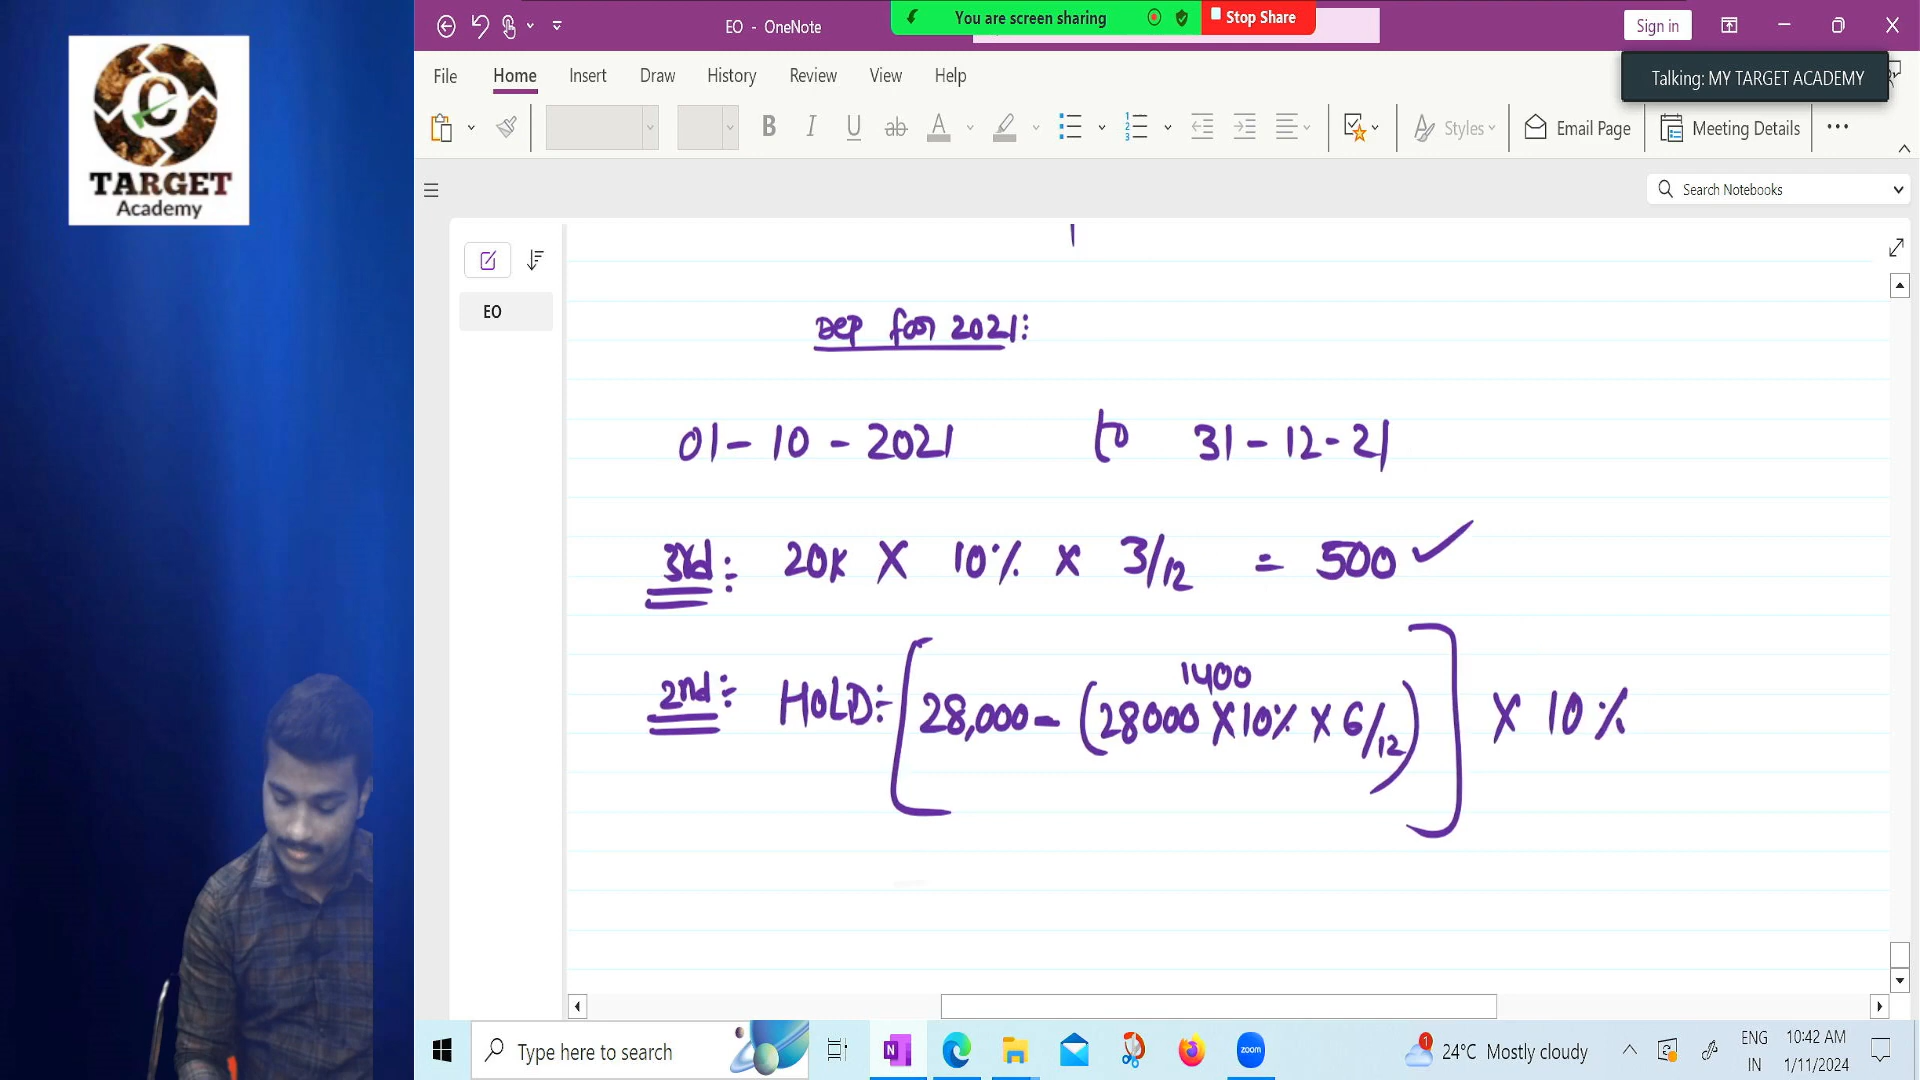 TARGET
Academy
EO - OneNote
You are screen sharing
Stop Share
Sign in
Talking: MY TARGET ACADEMY
File Home Insert Draw History Review View Help
B I U ab A
Styles
Email Page
Meeting Details
Search Notebooks
EO
Dep for 2021:
01-10-2021 to 31-12-21
3rd:- 20K X 10% X 3/12 = 500 ✓
1400
2nd:- HOLD:- [28,000 - (28000 X 10% X 6/12)] X 10%
Type here to search
zoom
24°C Mostly cloudy
ENG
IN
10:42 AM
1/11/2024